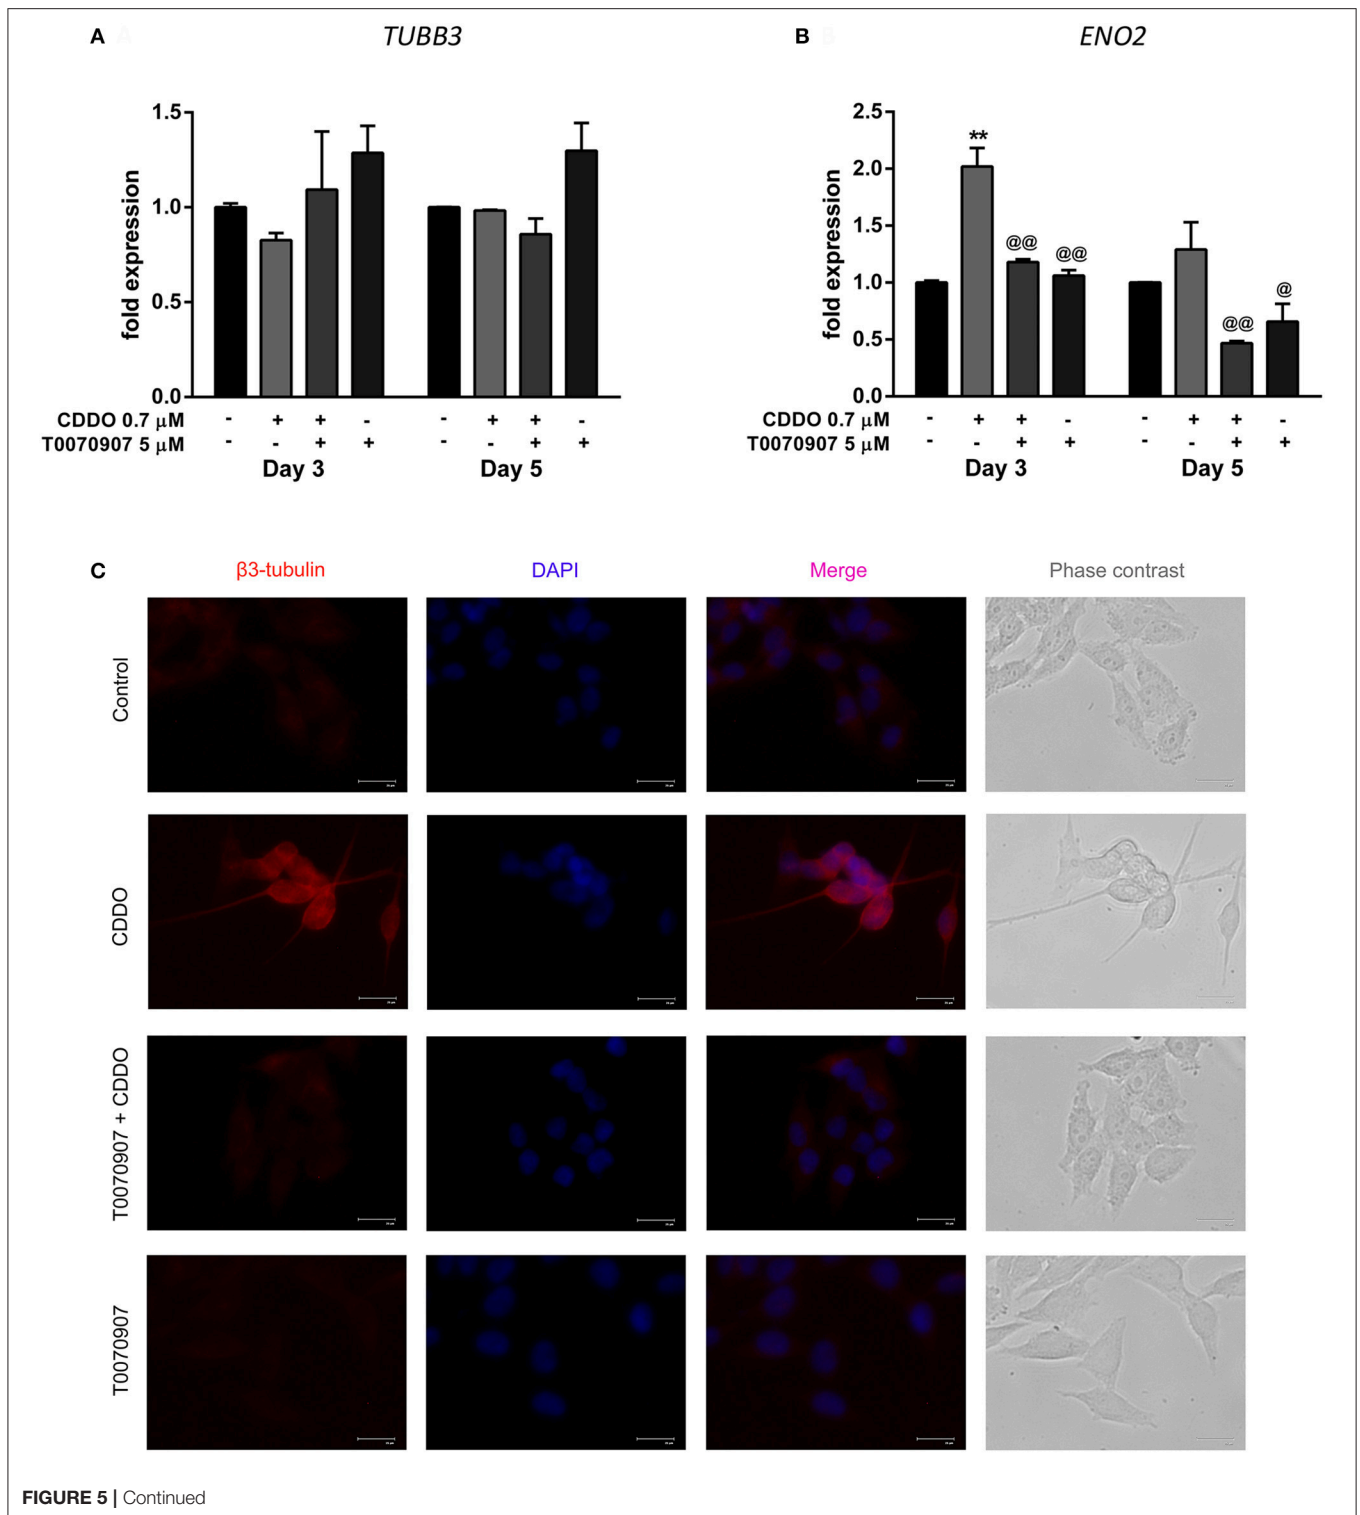 A TUBB3
1.5
1.0
0.5
0.0
fold expression
CDDO 0.7 µM - + + - - + + -
T0070907 5 µM - - + + - - + +
Day 3 Day 5
B ENO2
2.5
2.0
1.5
1.0
0.5
0.0
fold expression
**
@@
@@
@@
@
CDDO 0.7 µM - + + - - + + -
T0070907 5 µM - - + + - - + +
Day 3 Day 5
C β3-tubulin DAPI Merge Phase contrast
Control
CDDO
T0070907 + CDDO
T0070907
FIGURE 5 | Continued